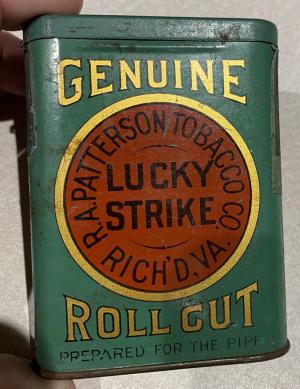 GENUINE
R.A. PATTERSON TOBACCO CO.
LUCKY
STRIKE
RICH'D, VA.
ROLL CUT
PREPARED FOR THE PIPE